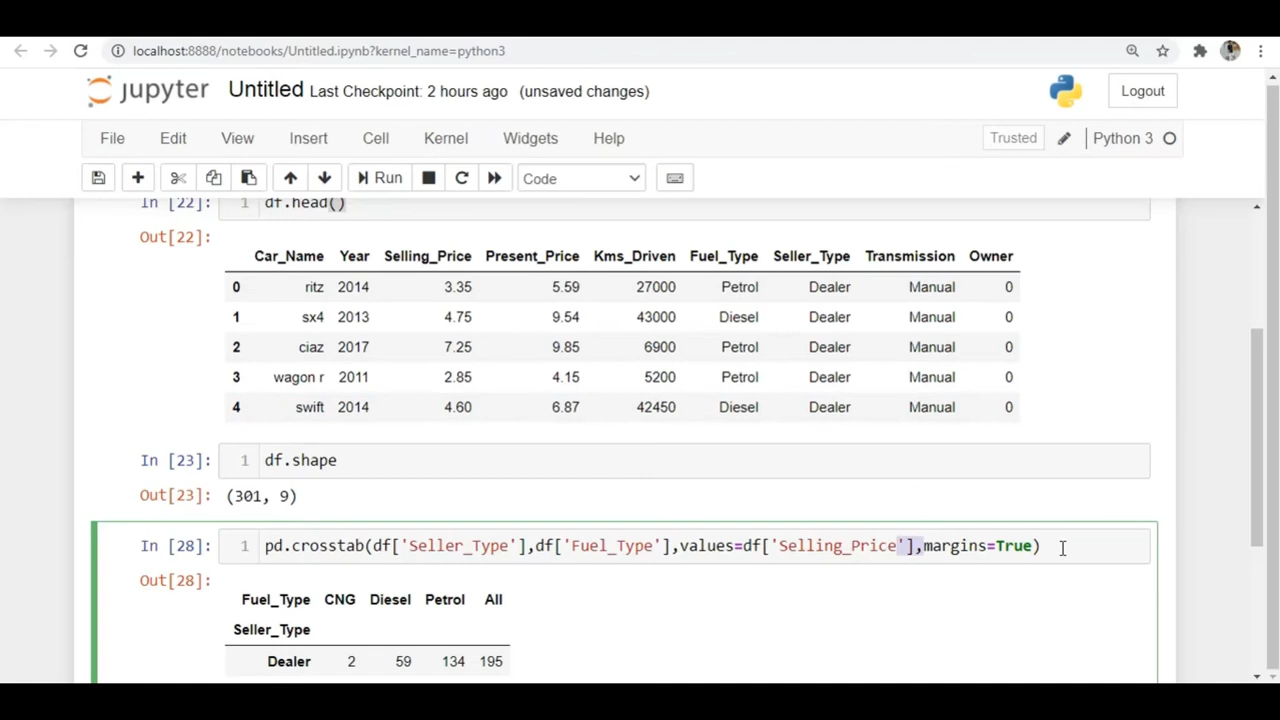 localhost:8888/notebooks/Untitled.ipynb?kernel_name=python3
jupyter Untitled Last Checkpoint: 2 hours ago (unsaved changes) Logout
File Edit View Insert Cell Kernel Widgets Help Trusted Python 3
Run Code
In [22]: 1 df.head()
Out[22]:
Car_Name Year Selling_Price Present_Price Kms_Driven Fuel_Type Seller_Type Transmission Owner
0 ritz 2014 3.35 5.59 27000 Petrol Dealer Manual 0
1 sx4 2013 4.75 9.54 43000 Diesel Dealer Manual 0
2 ciaz 2017 7.25 9.85 6900 Petrol Dealer Manual 0
3 wagon r 2011 2.85 4.15 5200 Petrol Dealer Manual 0
4 swift 2014 4.60 6.87 42450 Diesel Dealer Manual 0
In [23]: 1 df.shape
Out[23]: (301, 9)
In [28]: 1 pd.crosstab(df['Seller_Type'],df['Fuel_Type'],values=df['Selling_Price'],margins=True)
Out[28]:
Fuel_Type CNG Diesel Petrol All
Seller_Type
Dealer 2 59 134 195